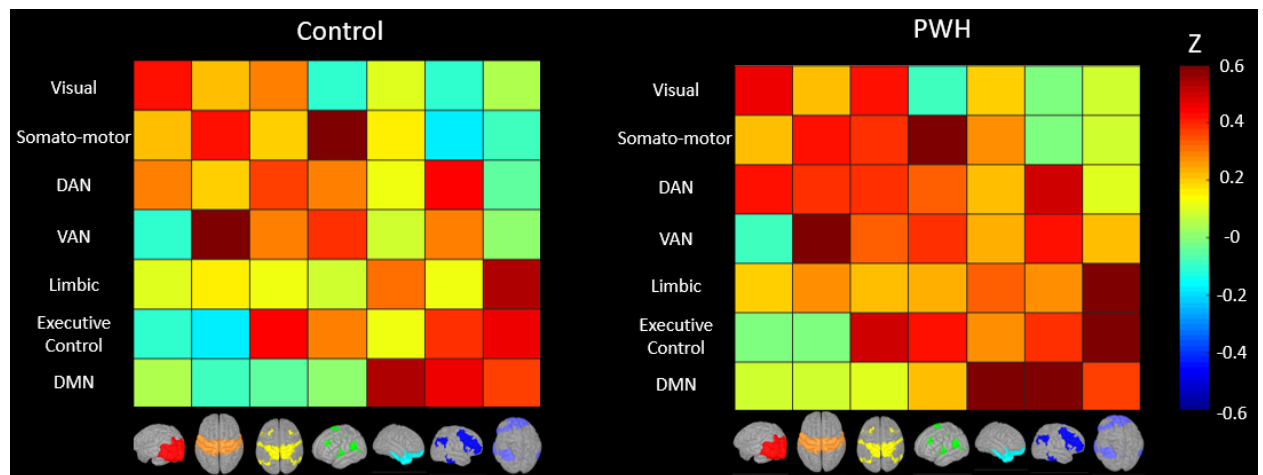 Control
PWH
Z
Visual
Somato-motor
DAN
VAN
Limbic
Executive
Control
DMN
Visual
Somato-motor
DAN
VAN
Limbic
Executive
Control
DMN
0.6
0.4
0.2
-0
-0.2
-0.4
-0.6